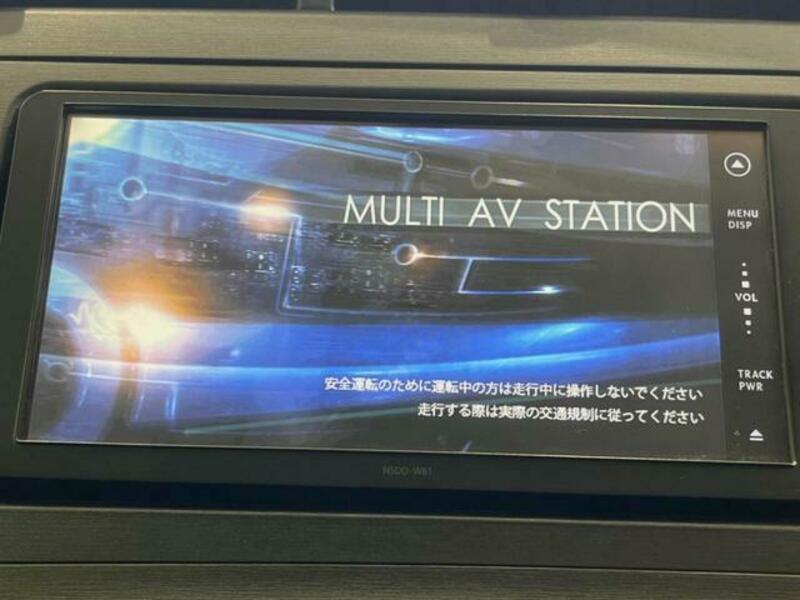 MULTI AV STATION
安全運転のために運転中の方は走行中に操作しないでください
走行する際は実際の交通規制に従ってください
MENU
DISP
VOL
TRACK
PWR
NSDD-W61